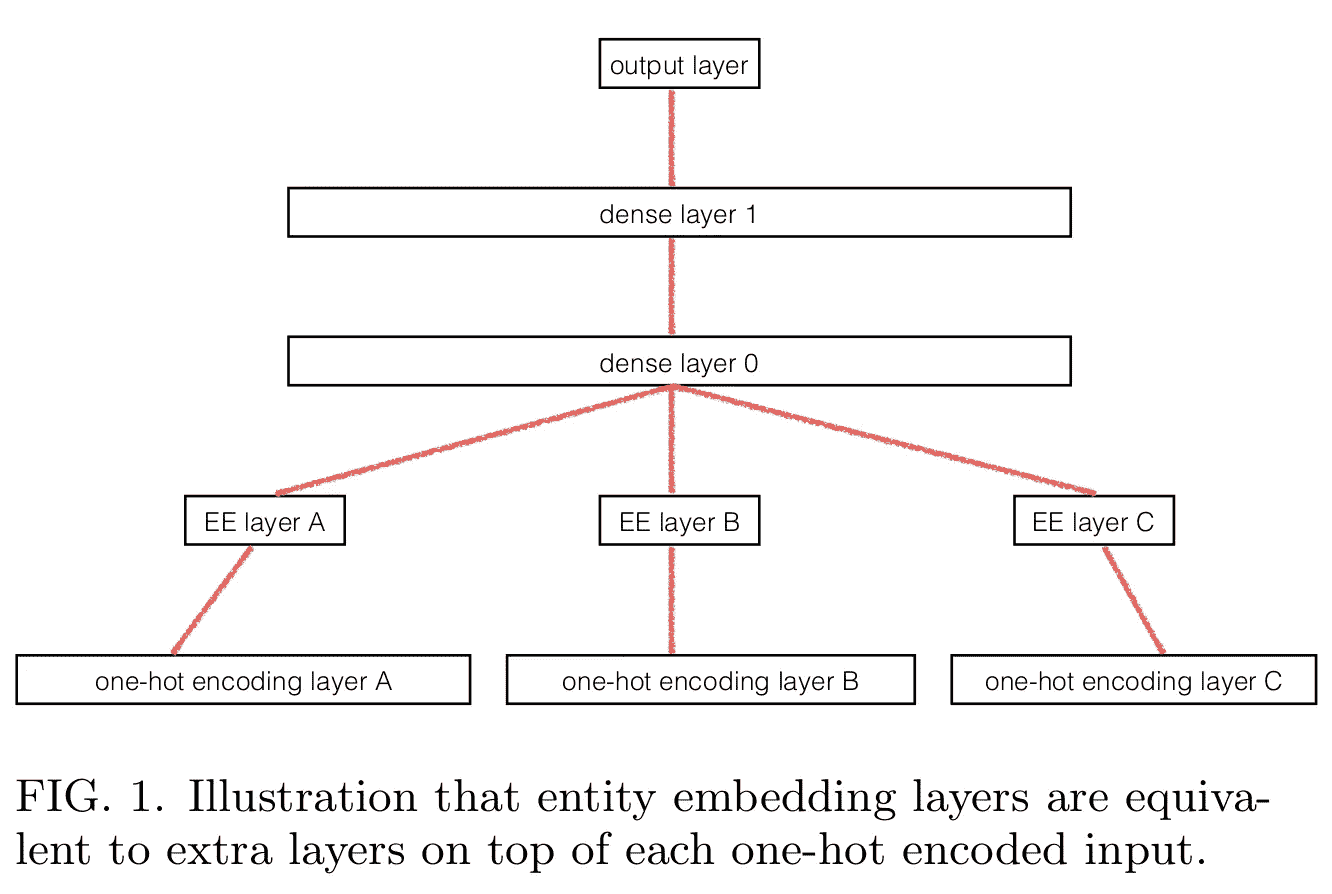 output layer
dense layer 1
dense layer 0
EE layer A
EE layer B
EE layer C
one-hot encoding layer A
one-hot encoding layer B
one-hot encoding layer C
FIG. 1. Illustration that entity embedding layers are equiva-
lent to extra layers on top of each one-hot encoded input.